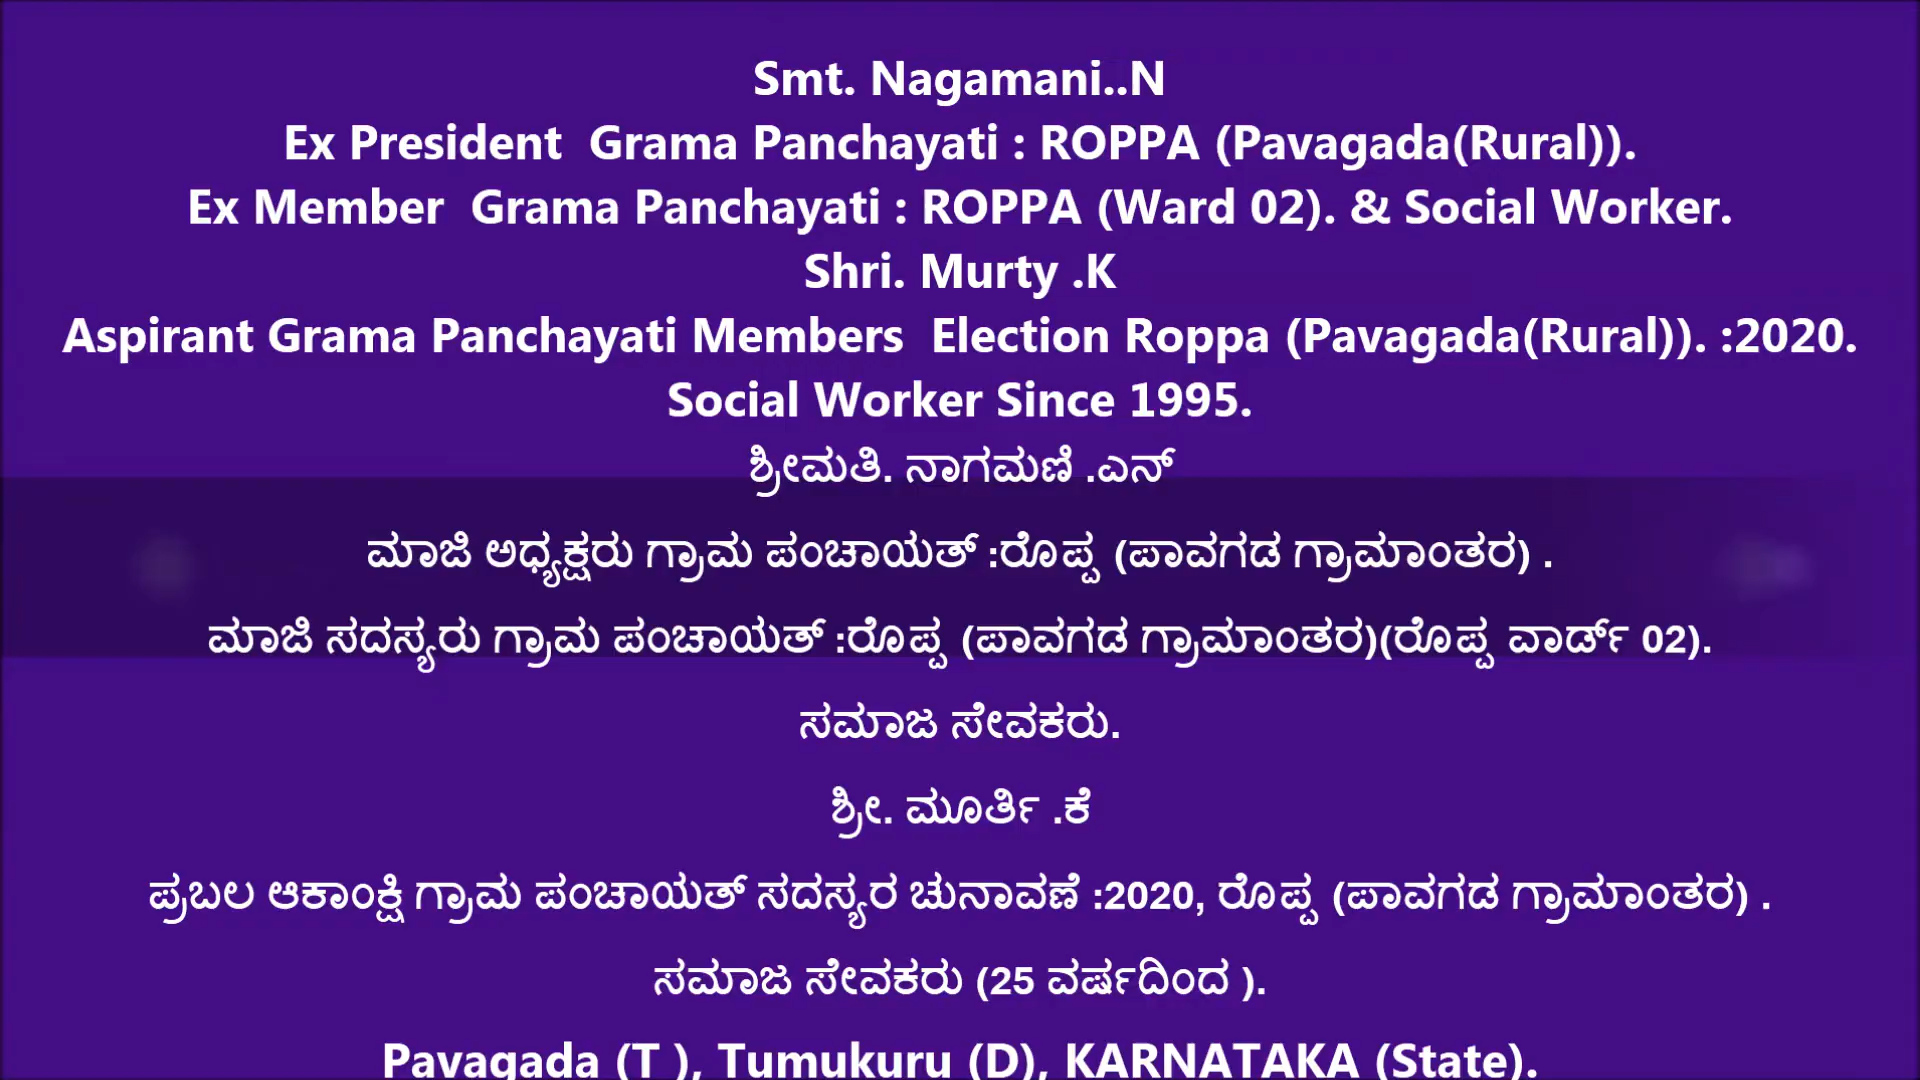 Smt. Nagamani..N
Ex President  Grama Panchayati : ROPPA (Pavagada(Rural)).
Ex Member  Grama Panchayati : ROPPA (Ward 02). & Social Worker.
Shri. Murty .K
Aspirant Grama Panchayati Members  Election Roppa (Pavagada(Rural)). :2020.
Social Worker Since 1995.
ಶ್ರೀಮತಿ. ನಾಗಮಣಿ .ಎನ್
ಮಾಜಿ ಅಧ್ಯಕ್ಷರು ಗ್ರಾಮ ಪಂಚಾಯತ್ :ರೊಪ್ಪ (ಪಾವಗಡ ಗ್ರಾಮಾಂತರ) .
ಮಾಜಿ ಸದಸ್ಯರು ಗ್ರಾಮ ಪಂಚಾಯತ್ :ರೊಪ್ಪ (ಪಾವಗಡ ಗ್ರಾಮಾಂತರ)(ರೊಪ್ಪ ವಾರ್ಡ್ 02).
ಸಮಾಜ ಸೇವಕರು.
ಶ್ರೀ. ಮೂರ್ತಿ .ಕೆ
ಪ್ರಬಲ ಆಕಾಂಕ್ಷಿ ಗ್ರಾಮ ಪಂಚಾಯತ್ ಸದಸ್ಯರ ಚುನಾವಣೆ :2020, ರೊಪ್ಪ (ಪಾವಗಡ ಗ್ರಾಮಾಂತರ) .
ಸಮಾಜ ಸೇವಕರು (25 ವರ್ಷದಿಂದ ).
Pavagada (T ), Tumukuru (D), KARNATAKA (State).